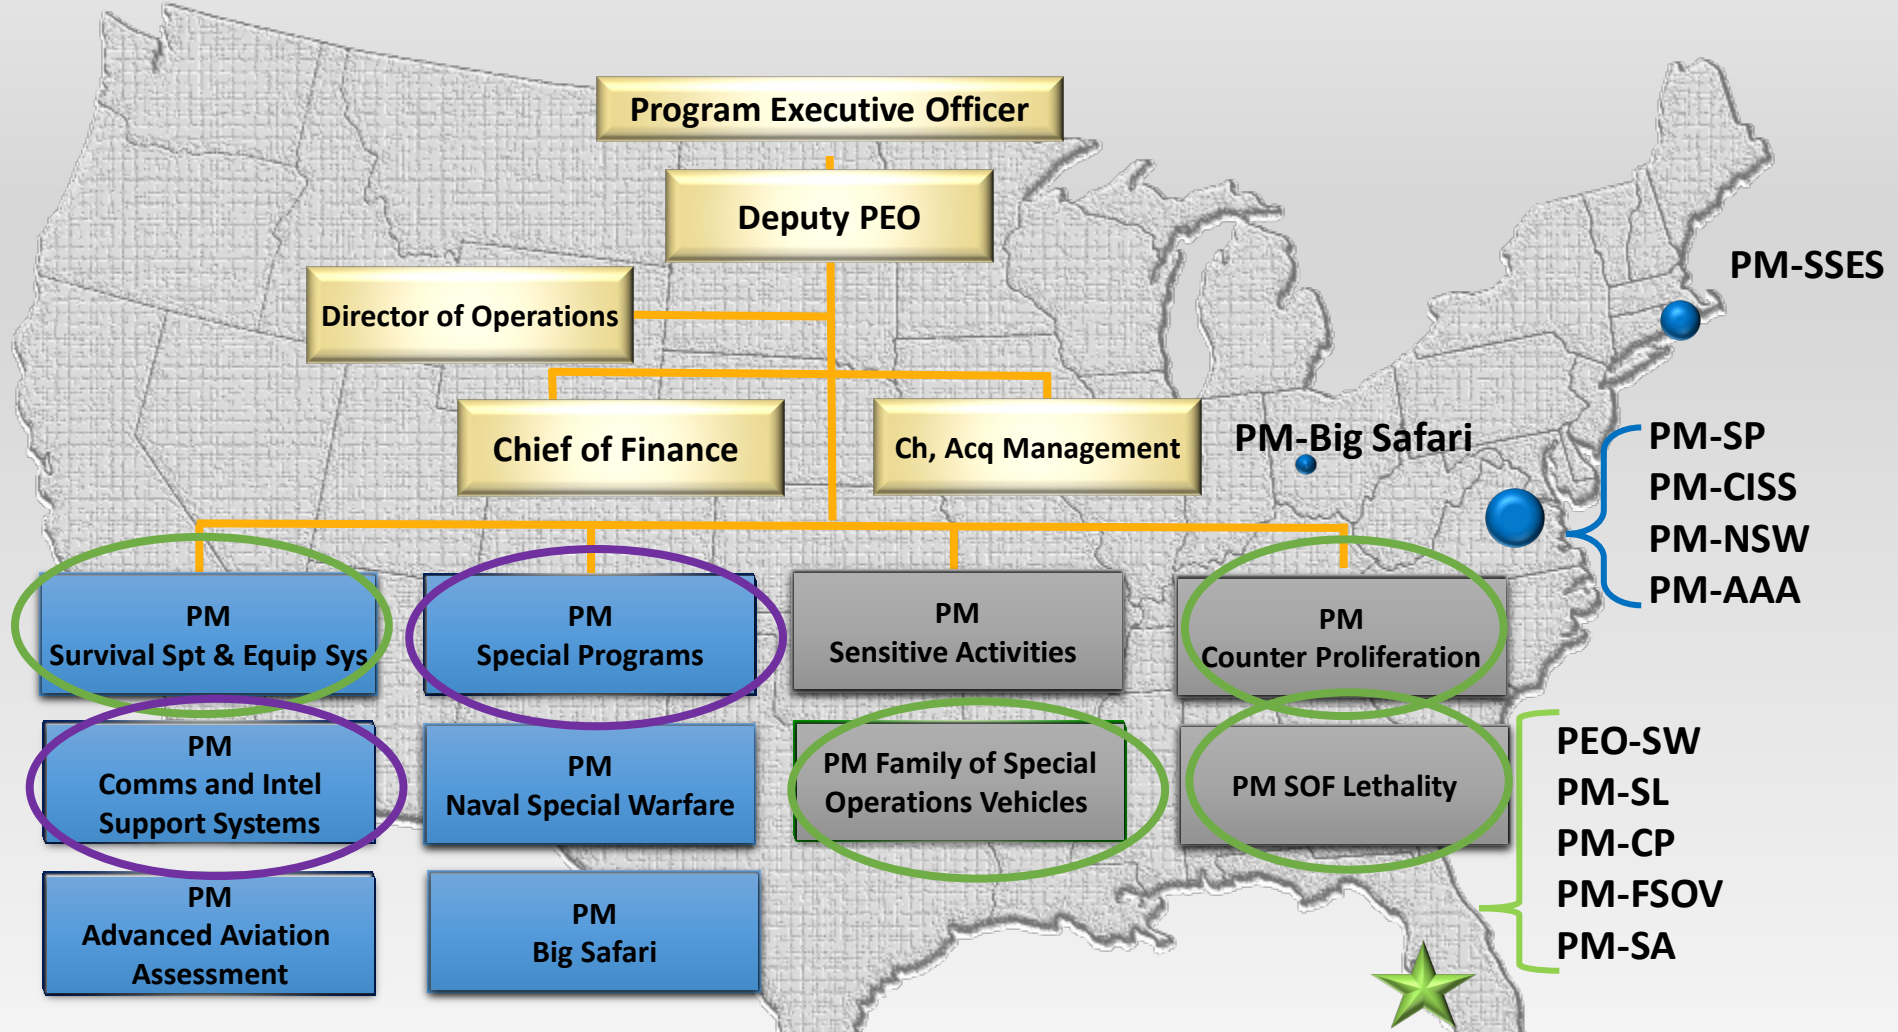 Program Executive Officer
Deputy PEO
Director of Operations
Chief of Finance
Ch, Acq Management
PM-SSES
PM-Big Safari
PM-SP
PM-CISS
PM-NSW
PM-AAA
PM
Survival Spt & Equip Sys
PM
Special Programs
PM
Sensitive Activities
PM
Counter Proliferation
PM
Comms and Intel
Support Systems
PM
Naval Special Warfare
PM Family of Special
Operations Vehicles
PM SOF Lethality
PM
Advanced Aviation
Assessment
PM
Big Safari
PEO-SW
PM-SL
PM-CP
PM-FSOV
PM-SA